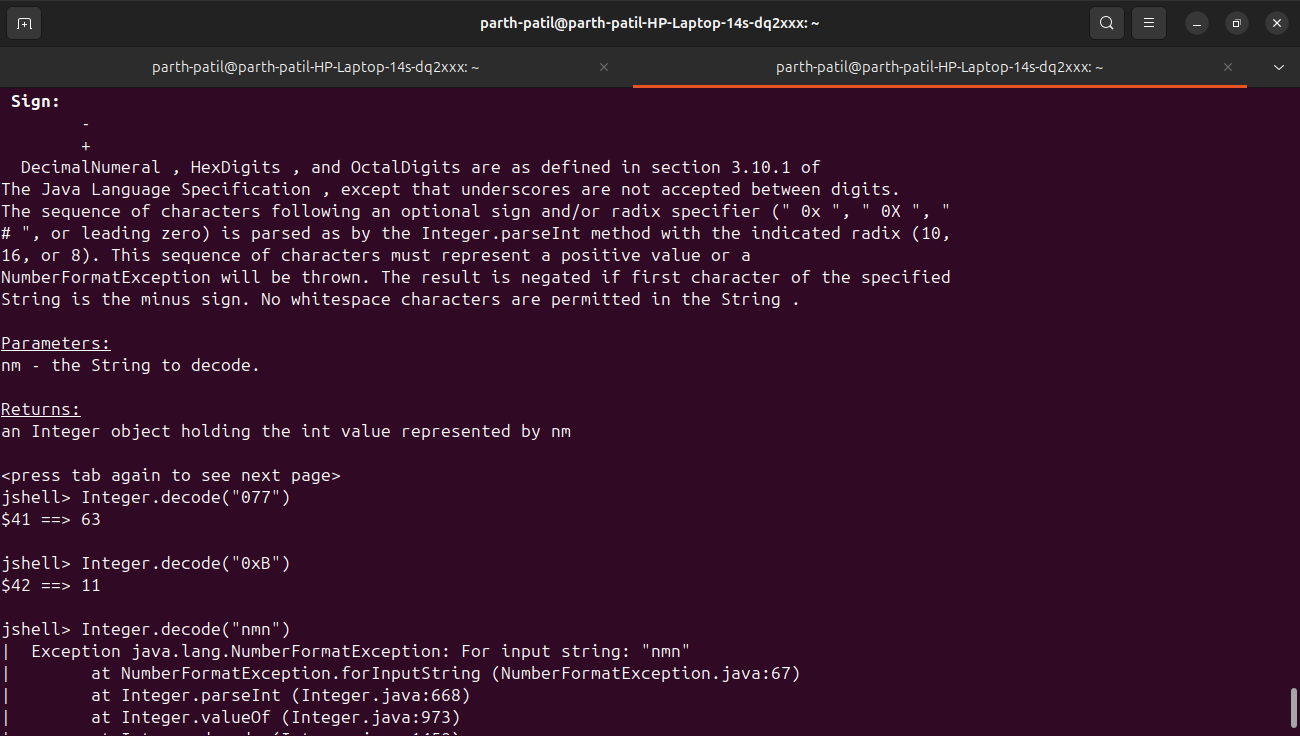 parth-patil@parth-patil-HP-Laptop-14s-dq2xxx: ~
parth-patil@parth-patil-HP-Laptop-14s-dq2xxx: ~
parth-patil@parth-patil-HP-Laptop-14s-dq2xxx: ~
Sign:
-
+
DecimalNumeral , HexDigits , and OctalDigits are as defined in section 3.10.1 of
The Java Language Specification , except that underscores are not accepted between digits.
The sequence of characters following an optional sign and/or radix specifier (" 0x ", " 0X ", "
# ", or leading zero) is parsed as by the Integer.parseInt method with the indicated radix (10,
16, or 8). This sequence of characters must represent a positive value or a
NumberFormatException will be thrown. The result is negated if first character of the specified
String is the minus sign. No whitespace characters are permitted in the String .
Parameters:
nm - the String to decode.
Returns:
an Integer object holding the int value represented by nm
<press tab again to see next page>
jshell> Integer.decode("077")
$41 ==> 63
jshell> Integer.decode("0xB")
$42 ==> 11
jshell> Integer.decode("nmn")
| Exception java.lang.NumberFormatException: For input string: "nmn"
| at NumberFormatException.forInputString (NumberFormatException.java:67)
| at Integer.parseInt (Integer.java:668)
| at Integer.valueOf (Integer.java:973)